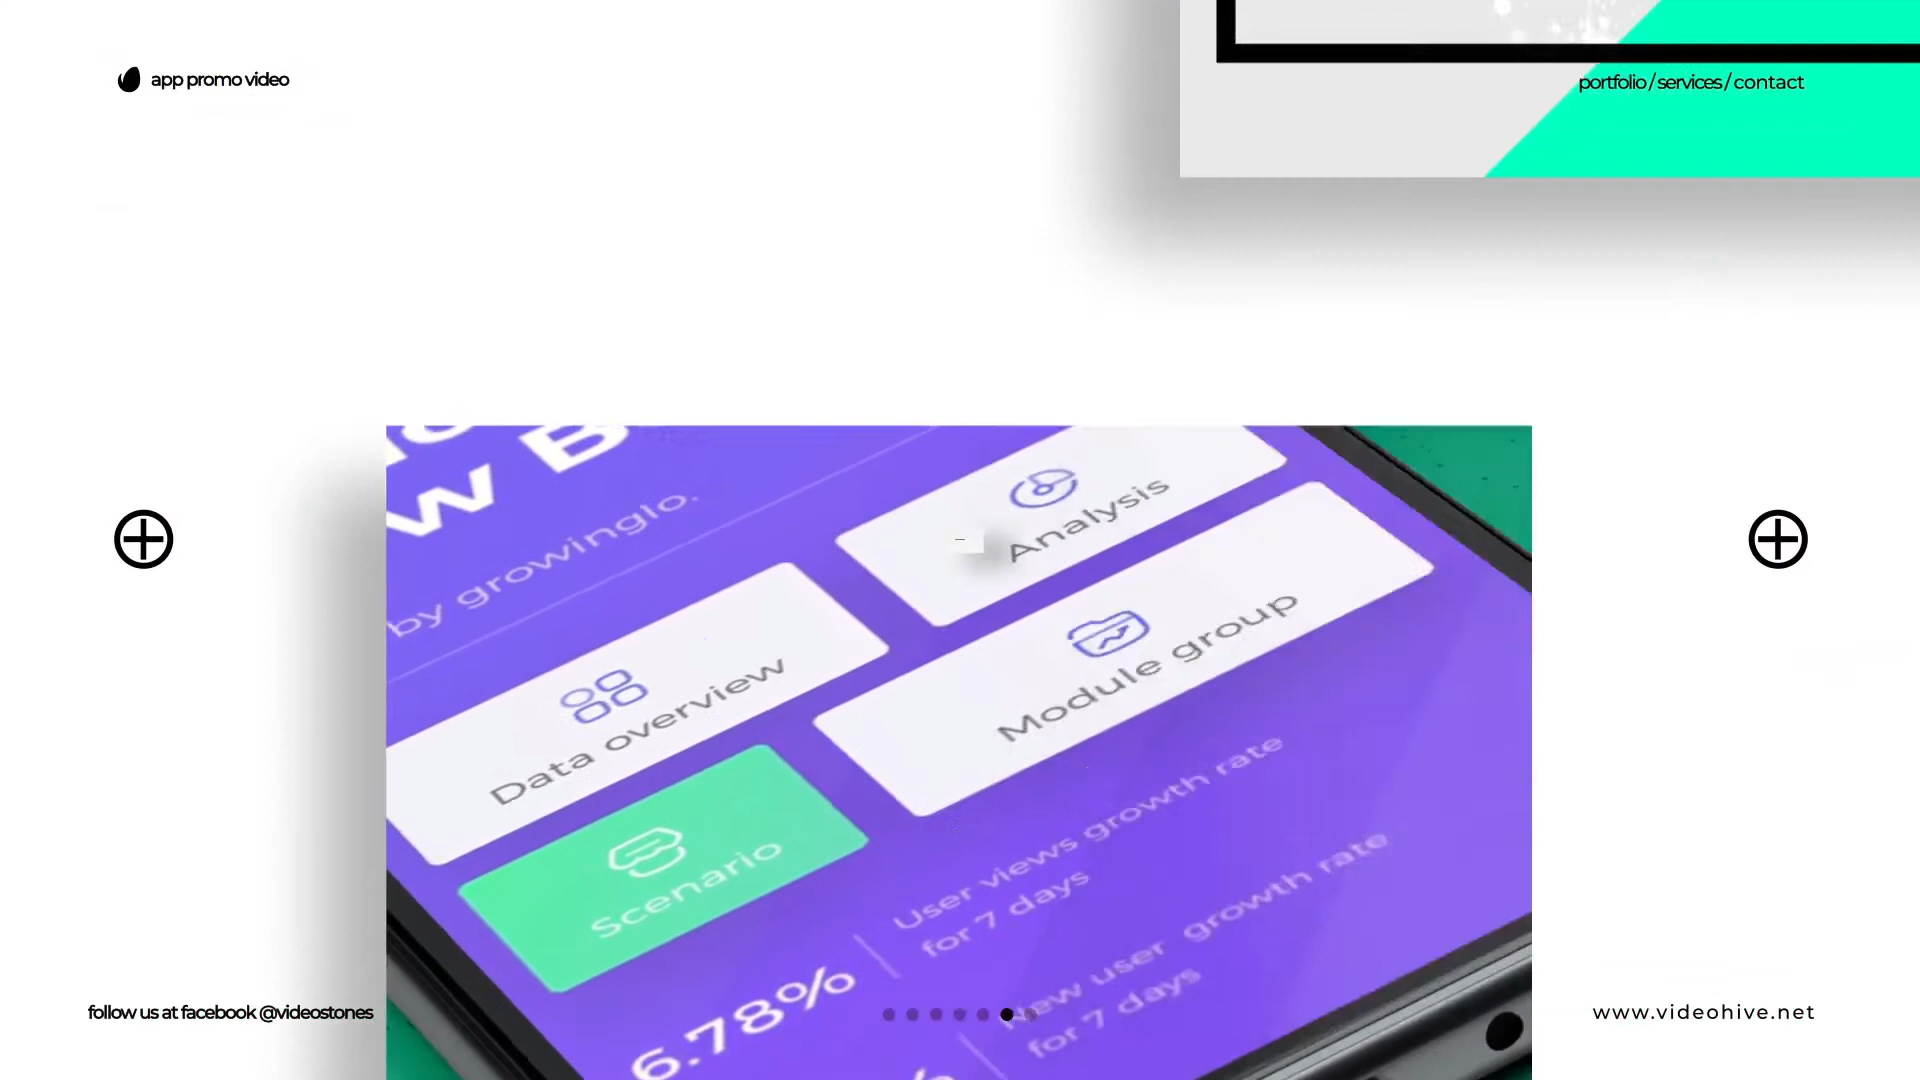 app promo video
portfolio / services / contact
w B
by growinglo.
Analysis
Data overview
Module group
Scenario
User views growth rate
for 7 days
6.78%
New user growth rate
for 7 days
%
follow us at facebook @videostones
www.videohive.net